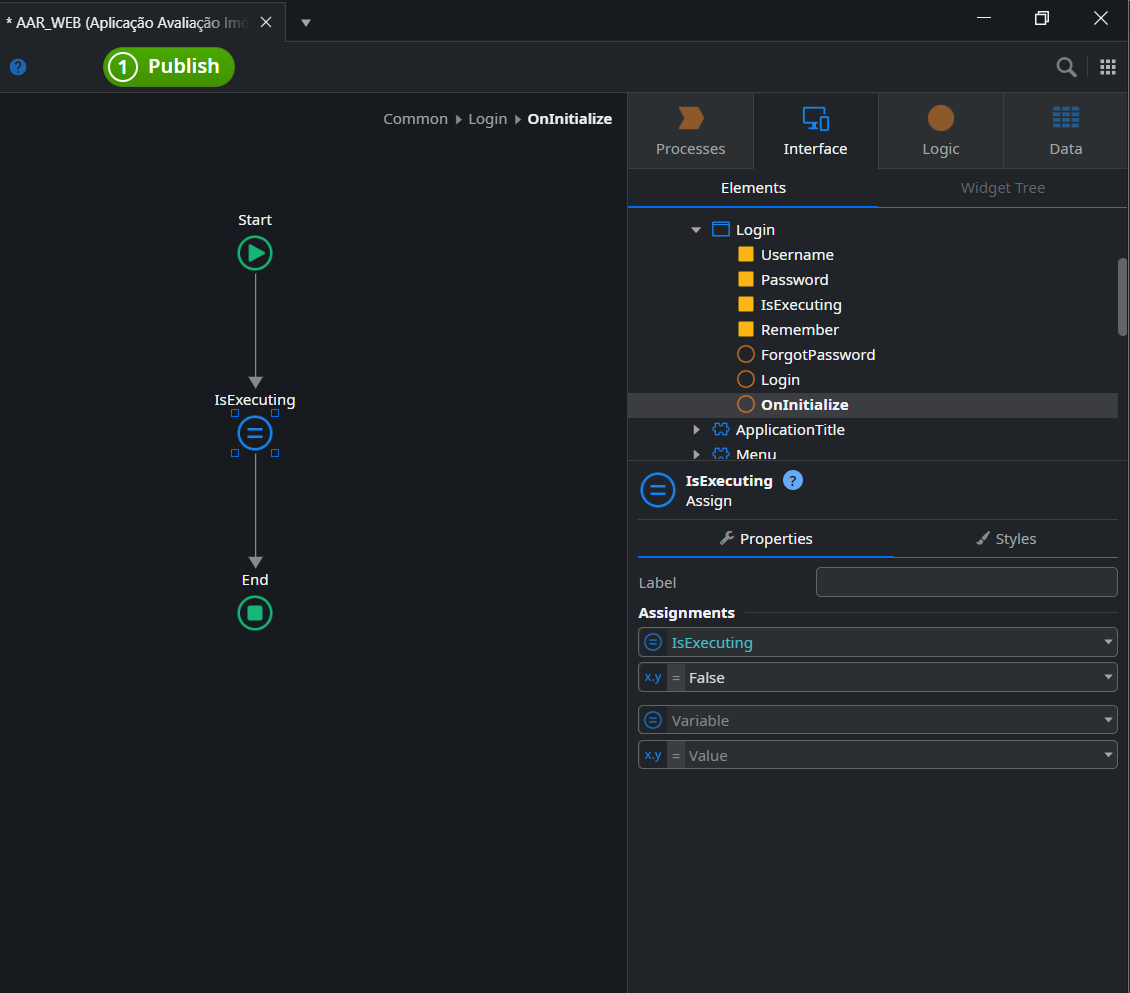 * AAR_WEB (Aplicação Avaliação Imó
?
1 Publish
Common Login OnInitialize
Start
IsExecuting
End
Processes
Interface
Logic
Data
Elements
Widget Tree
Login
Username
Password
IsExecuting
Remember
ForgotPassword
Login
OnInitialize
ApplicationTitle
Menu
IsExecuting ?
Assign
Properties
Styles
Label
Assignments
IsExecuting
x.y = False
Variable
x.y = Value